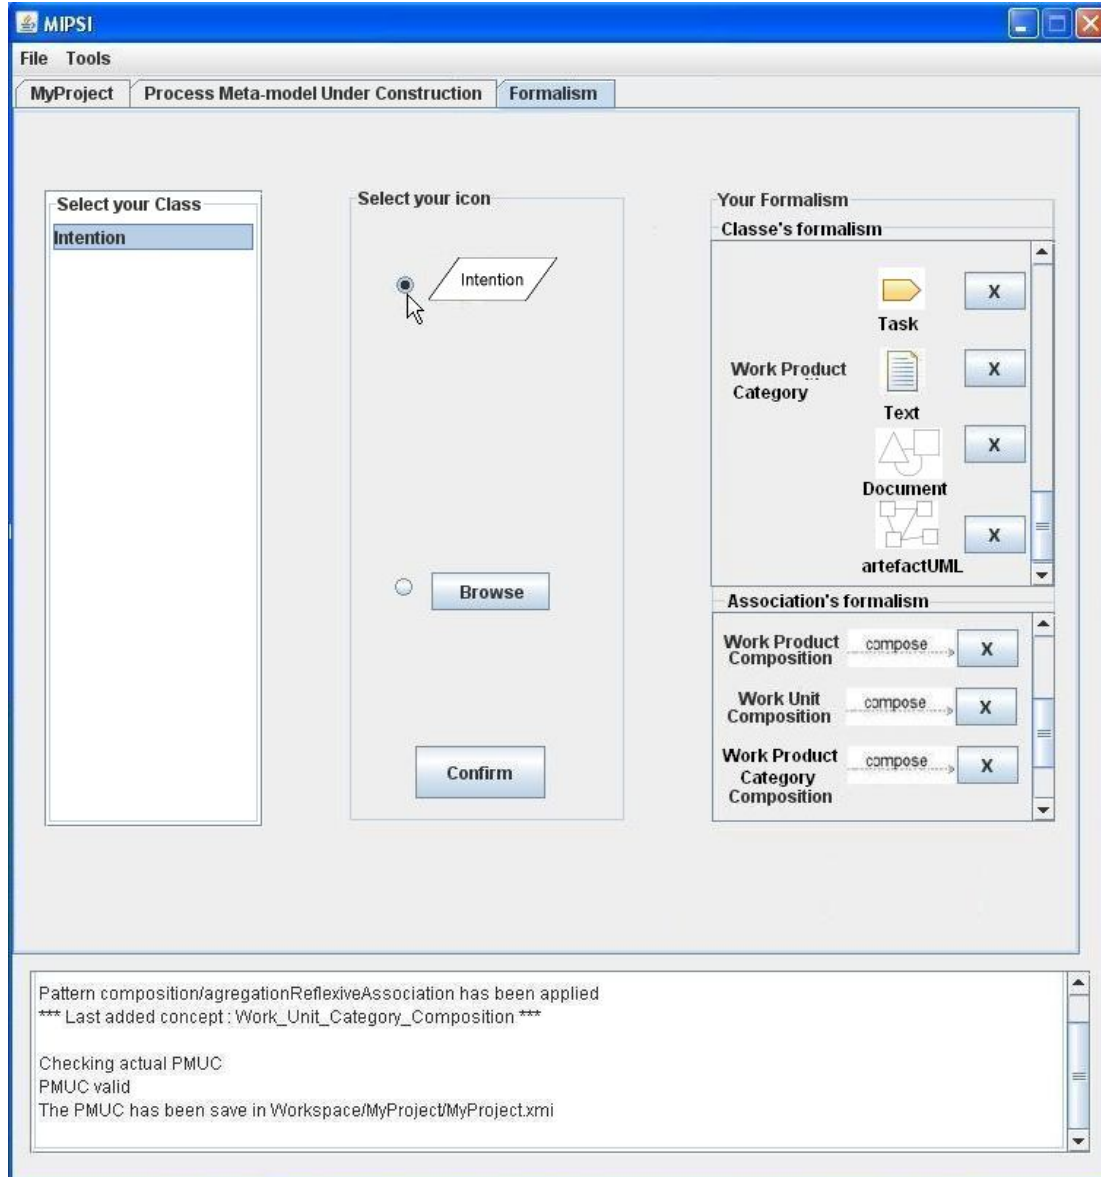 MIPSI
File Tools
MyProject Process Meta-model Under Construction Formalism
Select your Class
Intention
Select your icon
Intention
Browse
Confirm
Your Formalism
Classe's formalism
X
Task
Work Product
Category
X
Text
X
Document
X
artefactUML
Association's formalism
Work Product
Composition
compose
X
Work Unit
Composition
compose
X
Work Product
Category
Composition
compose
X
Pattern composition/agregationReflexiveAssociation has been applied
*** Last added concept : Work_Unit_Category_Composition ***
Checking actual PMUC
PMUC valid
The PMUC has been save in Workspace/MyProject/MyProject.xmi